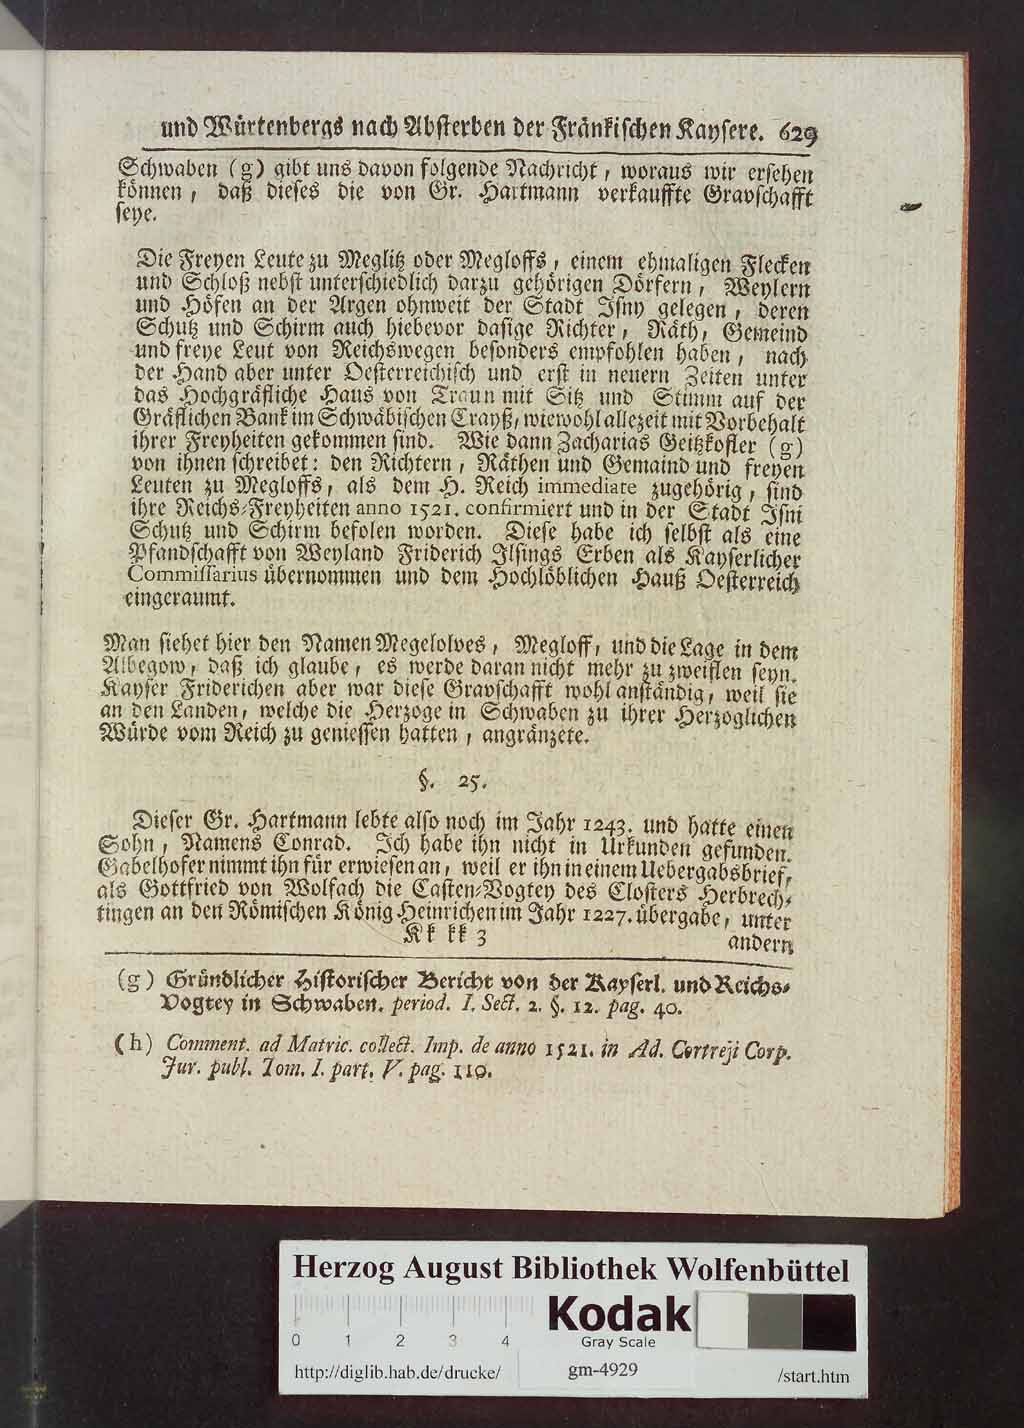 und Würtenbergs nach Absterben der Fränkischen Kaysere. 629
Schwaben (g) gibt uns davon folgende Nachricht, woraus wir ersehen
können, daß dieses die von Gr. Hartmann verkauffte Gravschafft
seye.
Die Freyen Leute zu Meglitz oder Megloffs, einem ehmaligen Flecken
und Schloß nebst unterschiedlich darzu gehörigen Dörfern, Weylern
und Höfen an der Argen ohnweit der Stadt Isny gelegen, deren
Schutz und Schirm auch hiebevor dasige Richter, Räth, Gemeind
und freye Leut von Reichswegen besonders empfohlen haben, nach
der Hand aber unter Oesterreichisch und erst in neuern Zeiten unter
das Hochgräfliche Haus von Traun mit Sitz und Stimm auf der
Gräflichen Bank im Schwäbischen Crayß, wiewohl allezeit mit Vorbehalt
ihrer Freyheiten gekommen sind. Wie dann Zacharias Geitzkofler (g)
von ihnen schreibet: den Richtern, Räthen und Gemaind und freyen
Leuten zu Megloffs, als dem H. Reich immediate zugehörig, sind
ihre Reichs-Freyheiten anno 1521. confirmiert und in der Stadt Isni
Schutz und Schirm befolen worden. Diese habe ich selbst als eine
Pfandschafft von Weyland Friderich Ilsings Erben als Kayserlicher
Commissarius übernommen und dem Hochlöblichen Hauß Oesterreich
eingeraumt.
Man siehet hier den Namen Megelolves, Megloff, und die Lage in dem
Albegow, daß ich glaube, es werde daran nicht mehr zu zweiflen seyn.
Kayser Friderichen aber war diese Gravschafft wohl anständig, weil sie
an den Landen, welche die Herzoge in Schwaben zu ihrer Herzoglichen
Würde vom Reich zu geniessen hatten, angränzete.
§. 25.
Dieser Gr. Hartmann lebte also noch im Jahr 1243. und hatte einen
Sohn, Namens Conrad. Ich habe ihn nicht in Urkunden gefunden.
Gabelhofer nimmt ihn für erwiesen an, weil er ihn in einem Uebergabsbrief,
als Gottfried von Wolfach die Casten-Vogtey des Closters Herbrech-
tingen an den Römischen König Heinrichen im Jahr 1227. übergabe, unter
Kk kk 3
andern
(g) Gründlicher Historischer Bericht von der Kayserl. und Reichs-
Vogtey in Schwaben. period. I. Sect. 2. §. 12. pag. 40.
(h) Comment. ad Matric. collect. Imp. de anno 1521. in Ad. Cortreji Corp.
Jur. publ. Tom. I. part. V. pag. 110.
Herzog August Bibliothek Wolfenbüttel
0 1 2 3 4
Kodak
Gray Scale
http://diglib.hab.de/drucke/
gm-4929
/start.htm